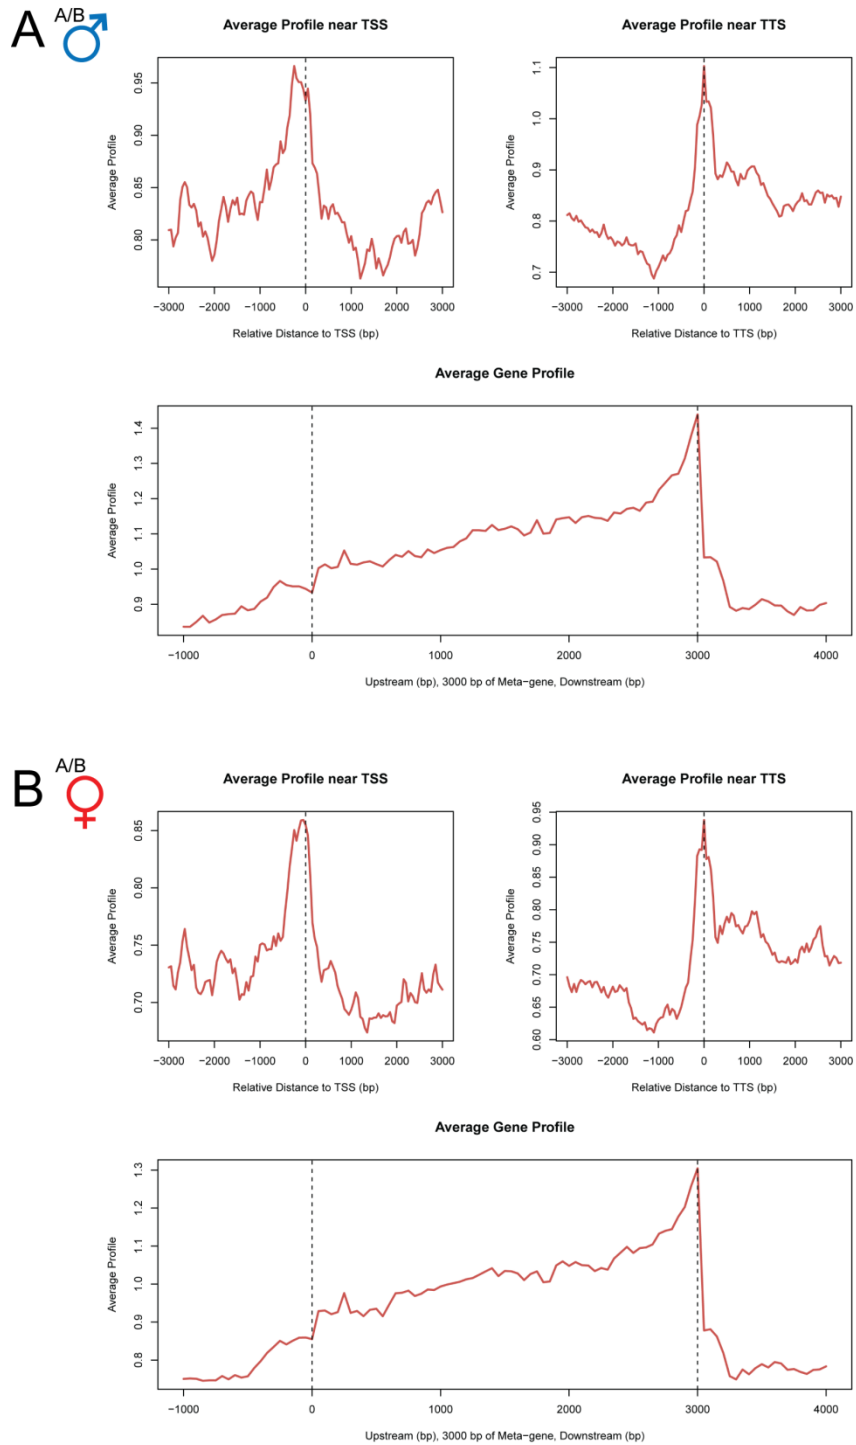 A
A/B
Average Profile near TSS
Average Profile
0.95
0.90
0.85
0.80
−3000 −2000 −1000 0 1000 2000 3000
Relative Distance to TSS (bp)
Average Profile near TTS
Average Profile
1.1
1.0
0.9
0.8
0.7
−3000 −2000 −1000 0 1000 2000 3000
Relative Distance to TTS (bp)
Average Gene Profile
Average Profile
1.4
1.3
1.2
1.1
1.0
0.9
−1000 0 1000 2000 3000 4000
Upstream (bp), 3000 bp of Meta−gene, Downstream (bp)
B
A/B
Average Profile near TSS
Average Profile
0.85
0.80
0.75
0.70
−3000 −2000 −1000 0 1000 2000 3000
Relative Distance to TSS (bp)
Average Profile near TTS
Average Profile
0.95
0.90
0.85
0.80
0.75
0.70
0.65
0.60
−3000 −2000 −1000 0 1000 2000 3000
Relative Distance to TTS (bp)
Average Gene Profile
Average Profile
1.3
1.2
1.1
1.0
0.9
0.8
−1000 0 1000 2000 3000 4000
Upstream (bp), 3000 bp of Meta−gene, Downstream (bp)